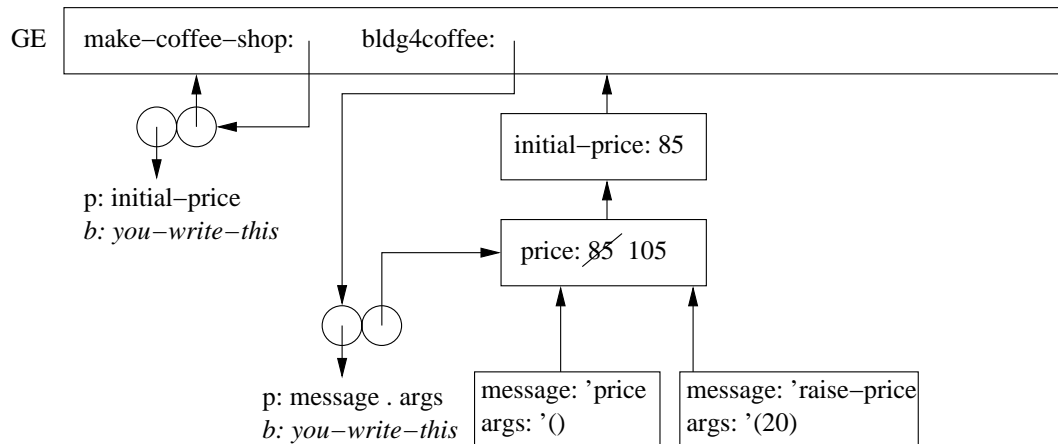 GE make−coffee−shop: bldg4coffee:
initial−price: 85
p: initial−price
b: you−write−this
price: 85 105
p: message . args
b: you−write−this
message: ’price
args: ’()
message: ’raise−price
args: ’(20)